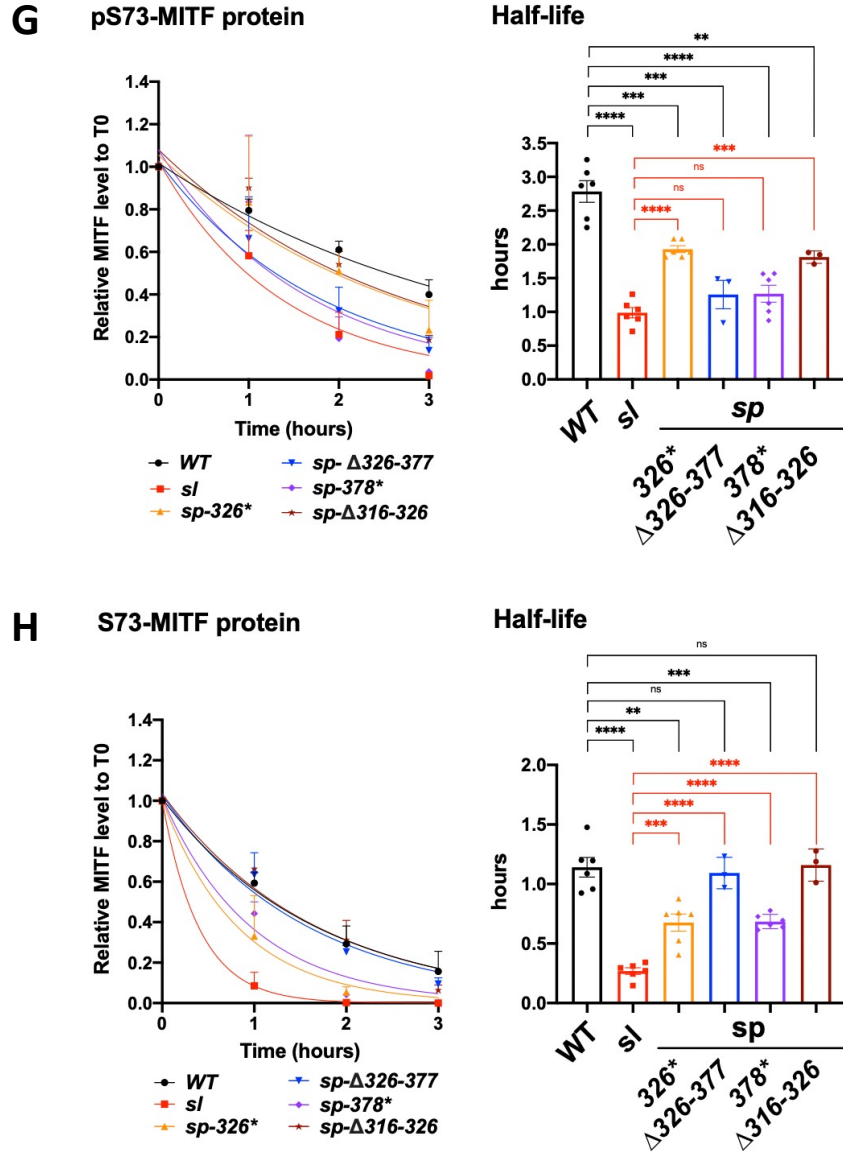 G
pS73-MITF protein
Half-life
Relative MITF level to T0
1.4
1.2
1.0
0.8
0.6
0.4
0.2
0.0
0
1
2
3
Time (hours)
WT
sl
sp-326*
sp- Δ326-377
sp-378*
sp-Δ316-326
**
****
***
***
****
***
ns
ns
****
hours
3.5
3.0
2.5
2.0
1.5
1.0
0.5
0.0
WT
sl
sp
326*
Δ326-377
378*
Δ316-326
H
S73-MITF protein
Half-life
Relative MITF level to T0
1.4
1.2
1.0
0.8
0.6
0.4
0.2
0.0
0
1
2
3
Time (hours)
WT
sl
sp-326*
sp-Δ326-377
sp-378*
sp-Δ316-326
ns
***
ns
**
****
****
****
****
***
hours
2.0
1.5
1.0
0.5
0.0
WT
sl
sp
326*
Δ326-377
378*
Δ316-326